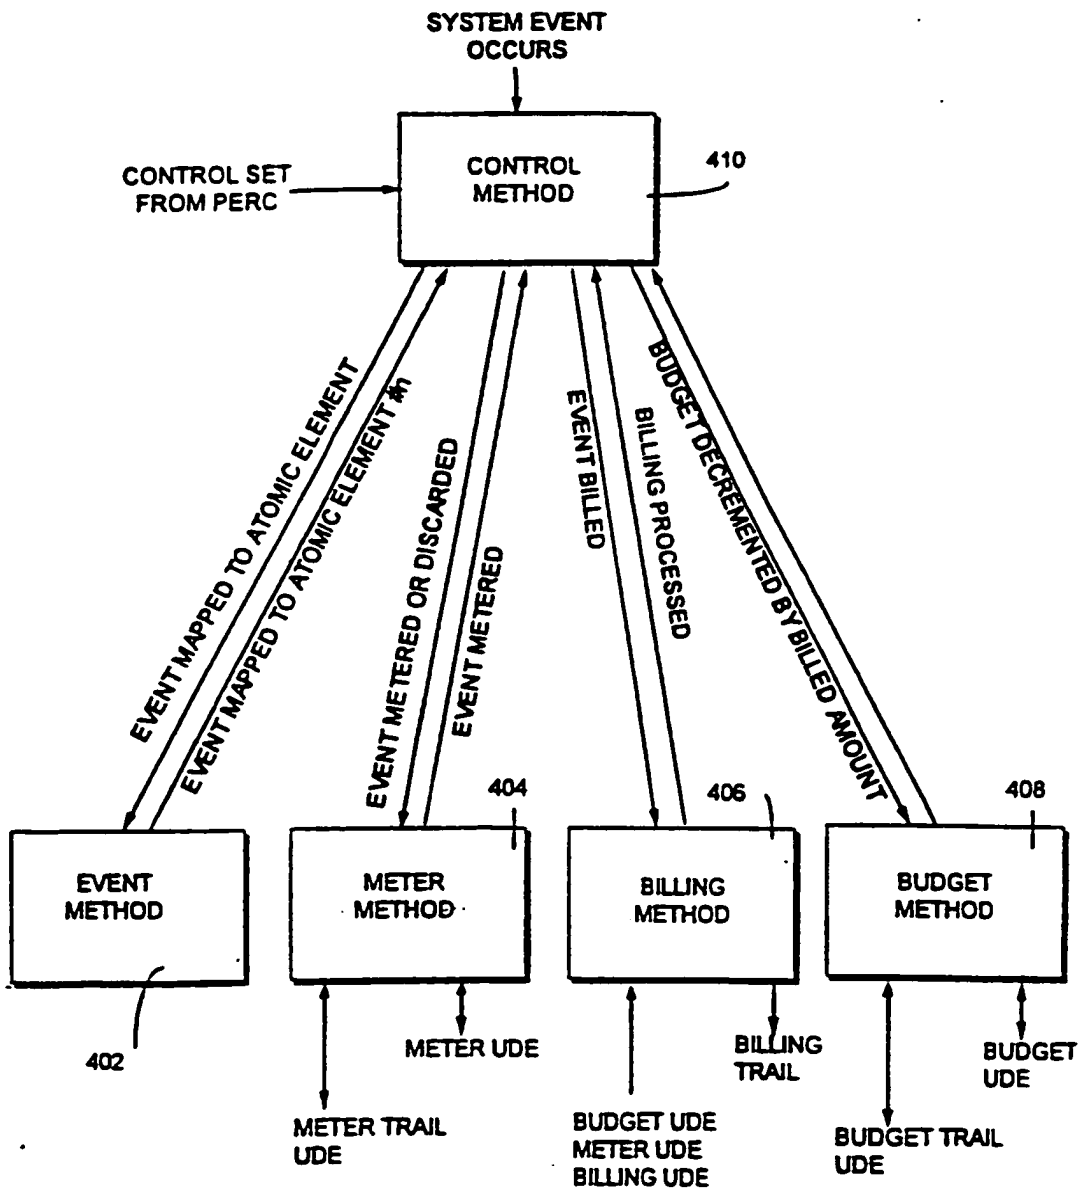 SYSTEM EVENT
OCCURS
CONTROL
METHOD
410
CONTROL SET
FROM PERC
EVENT MAPPED TO ATOMIC ELEMENT
EVENT MAPPED TO ATOMIC ELEMENT #n
EVENT METERED OR DISCARDED
EVENT METERED
EVENT BILLED
BILLING PROCESSED
BUDGET DECREMENTED BY BILLED AMOUNT
404
406
408
EVENT
METHOD
METER
METHOD
BILLING
METHOD
BUDGET
METHOD
402
METER UDE
METER TRAIL
UDE
BUDGET UDE
METER UDE
BILLING UDE
BILLING
TRAIL
BUDGET TRAIL
UDE
BUDGET
UDE